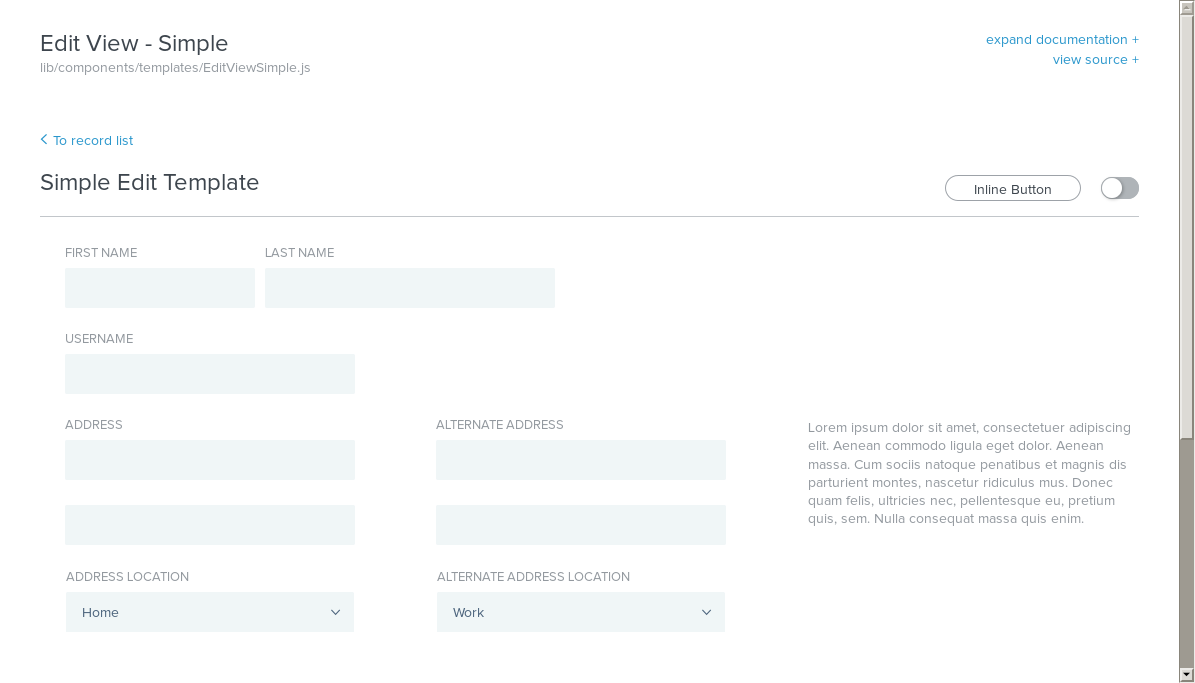 Edit View - Simple
lib/components/templates/EditViewSimple.js
expand documentation +
view source +
To record list
Simple Edit Template
Inline Button
FIRST NAME
LAST NAME
USERNAME
ADDRESS
ALTERNATE ADDRESS
Lorem ipsum dolor sit amet, consectetuer adipiscing
elit. Aenean commodo ligula eget dolor. Aenean
massa. Cum sociis natoque penatibus et magnis dis
parturient montes, nascetur ridiculus mus. Donec
quam felis, ultricies nec, pellentesque eu, pretium
quis, sem. Nulla consequat massa quis enim.
ADDRESS LOCATION
ALTERNATE ADDRESS LOCATION
Home
Work